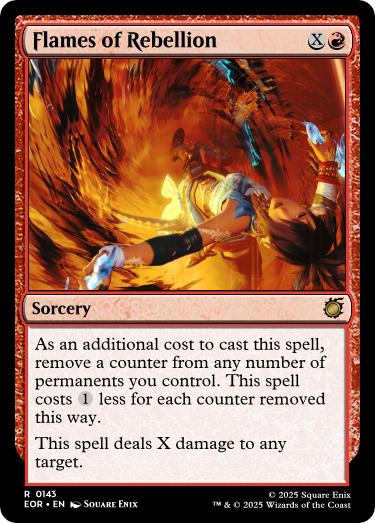 Flames of Rebellion X
Sorcery
As an additional cost to cast this spell,
remove a counter from any number of
permanents you control. This spell
costs 1 less for each counter removed
this way.
This spell deals X damage to any
target.
R 0143
EOR • EN Square Enix
© 2025 Square Enix
™ & © 2025 Wizards of the Coast